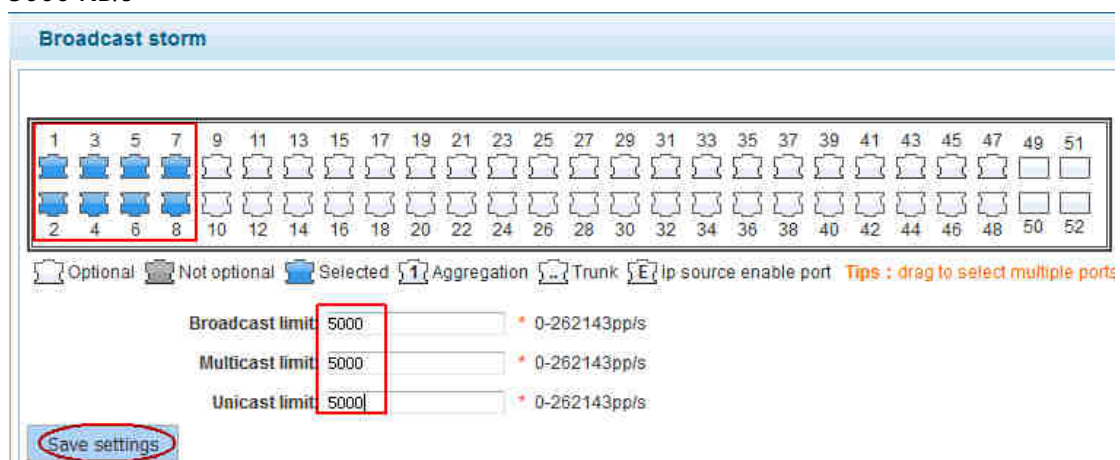 Broadcast storm
1 3 5 7 9 11 13 15 17 19 21 23 25 27 29 31 33 35 37 39 41 43 45 47 49 51
2 4 6 8 10 12 14 16 18 20 22 24 26 28 30 32 34 36 38 40 42 44 46 48 50 52
Optional Not optional Selected 1 Aggregation .. Trunk E Ip source enable port Tips : drag to select multiple ports
Broadcast limit: 5000 * 0-262143pp/s
Multicast limit: 5000 * 0-262143pp/s
Unicast limit: 5000 * 0-262143pp/s
Save settings